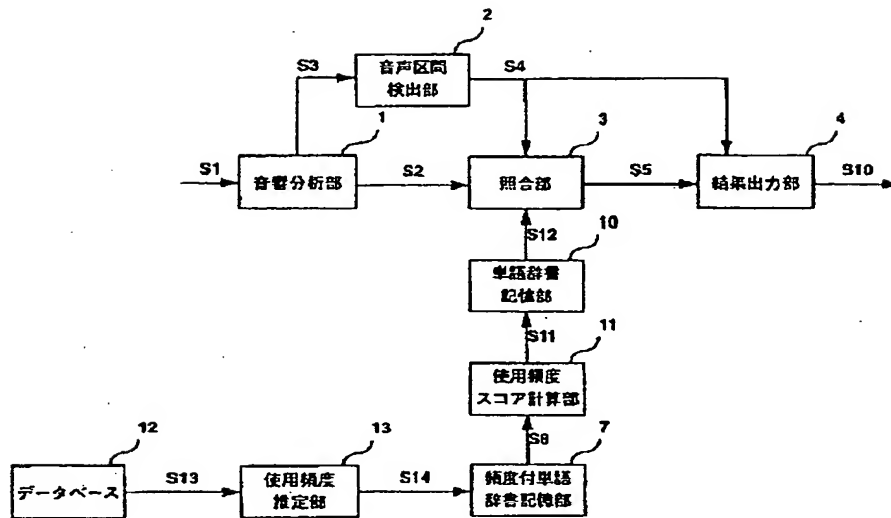 2
S3
音声区間
検出部
S4
1
3
4
S1
音響分析部
S2
照合部
S5
結果出力部
S10
S12
10
単語辞書
記憶部
S11
11
使用頻度
スコア計算部
12
13
S8
7
データベース
S13
使用頻度
推定部
S14
頻度付単語
辞書記憶部